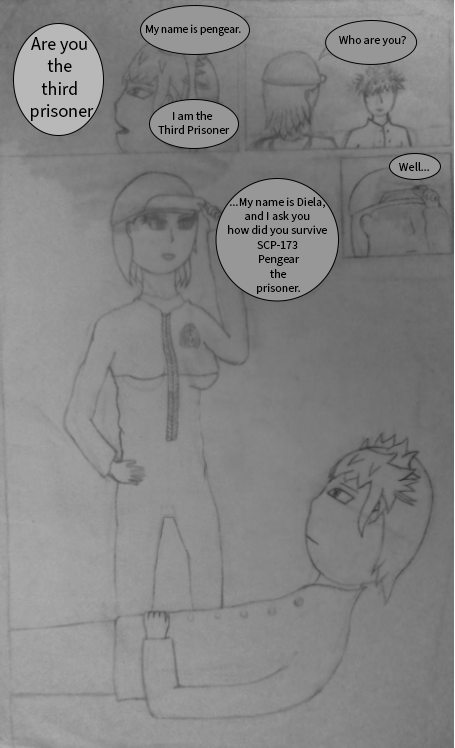 Are you
the
third
prisoner
My name is pengear.
I am the
Third Prisoner
Who are you?
Well...
...My name is Diela,
and I ask you
how did you survive
SCP-173
Pengear
the
prisoner.